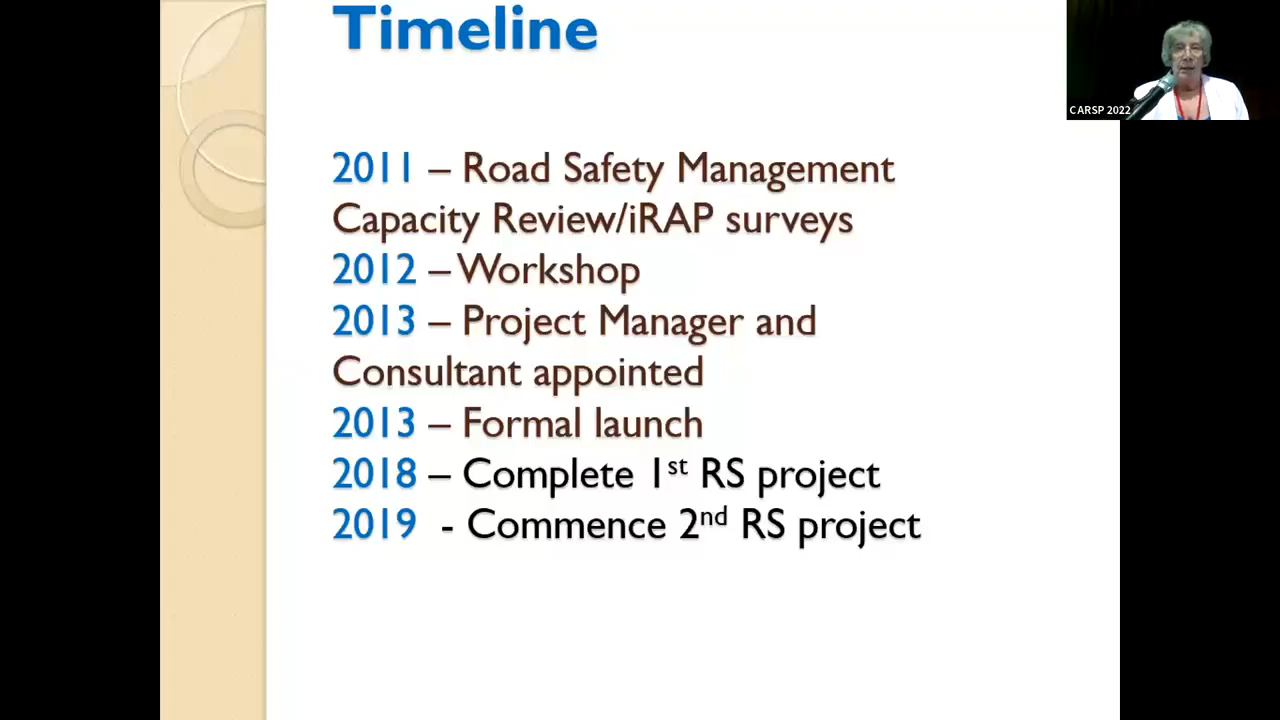 Timeline
CARSP 2022
2011 – Road Safety Management
Capacity Review/iRAP surveys
2012 – Workshop
2013 – Project Manager and
Consultant appointed
2013 – Formal launch
2018 – Complete 1st RS project
2019 - Commence 2nd RS project